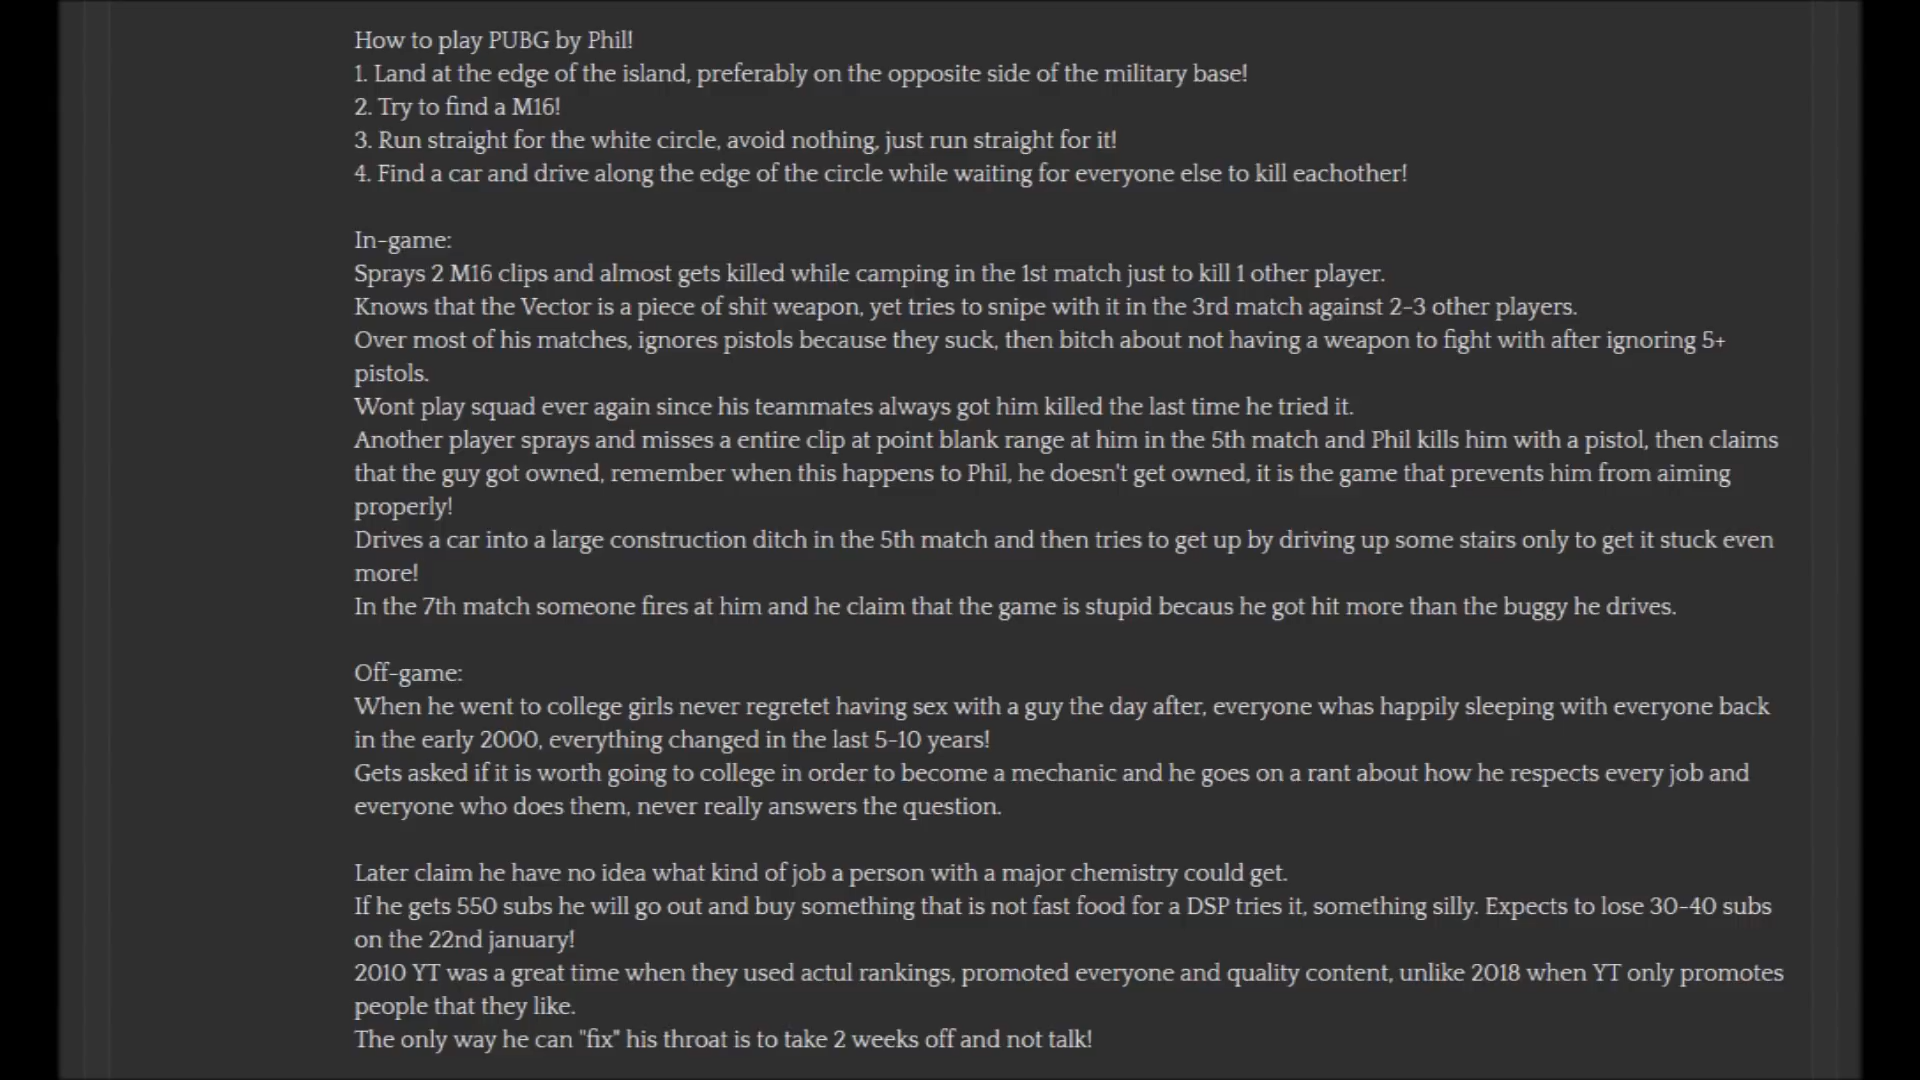 How to play PUBG by Phil!
1. Land at the edge of the island, preferably on the opposite side of the military base!
2. Try to find a M16!
3. Run straight for the white circle, avoid nothing, just run straight for it!
4. Find a car and drive along the edge of the circle while waiting for everyone else to kill eachother!
In-game:
Sprays 2 M16 clips and almost gets killed while camping in the 1st match just to kill 1 other player.
Knows that the Vector is a piece of shit weapon, yet tries to snipe with it in the 3rd match against 2-3 other players.
Over most of his matches, ignores pistols because they suck, then bitch about not having a weapon to fight with after ignoring 5+
pistols.
Wont play squad ever again since his teammates always got him killed the last time he tried it.
Another player sprays and misses a entire clip at point blank range at him in the 5th match and Phil kills him with a pistol, then claims
that the guy got owned, remember when this happens to Phil, he doesn't get owned, it is the game that prevents him from aiming
properly!
Drives a car into a large construction ditch in the 5th match and then tries to get up by driving up some stairs only to get it stuck even
more!
In the 7th match someone fires at him and he claim that the game is stupid becaus he got hit more than the buggy he drives.
Off-game:
When he went to college girls never regretet having sex with a guy the day after, everyone whas happily sleeping with everyone back
in the early 2000, everything changed in the last 5-10 years!
Gets asked if it is worth going to college in order to become a mechanic and he goes on a rant about how he respects every job and
everyone who does them, never really answers the question.
Later claim he have no idea what kind of job a person with a major chemistry could get.
If he gets 550 subs he will go out and buy something that is not fast food for a DSP tries it, something silly. Expects to lose 30-40 subs
on the 22nd january!
2010 YT was a great time when they used actul rankings, promoted everyone and quality content, unlike 2018 when YT only promotes
people that they like.
The only way he can "fix" his throat is to take 2 weeks off and not talk!